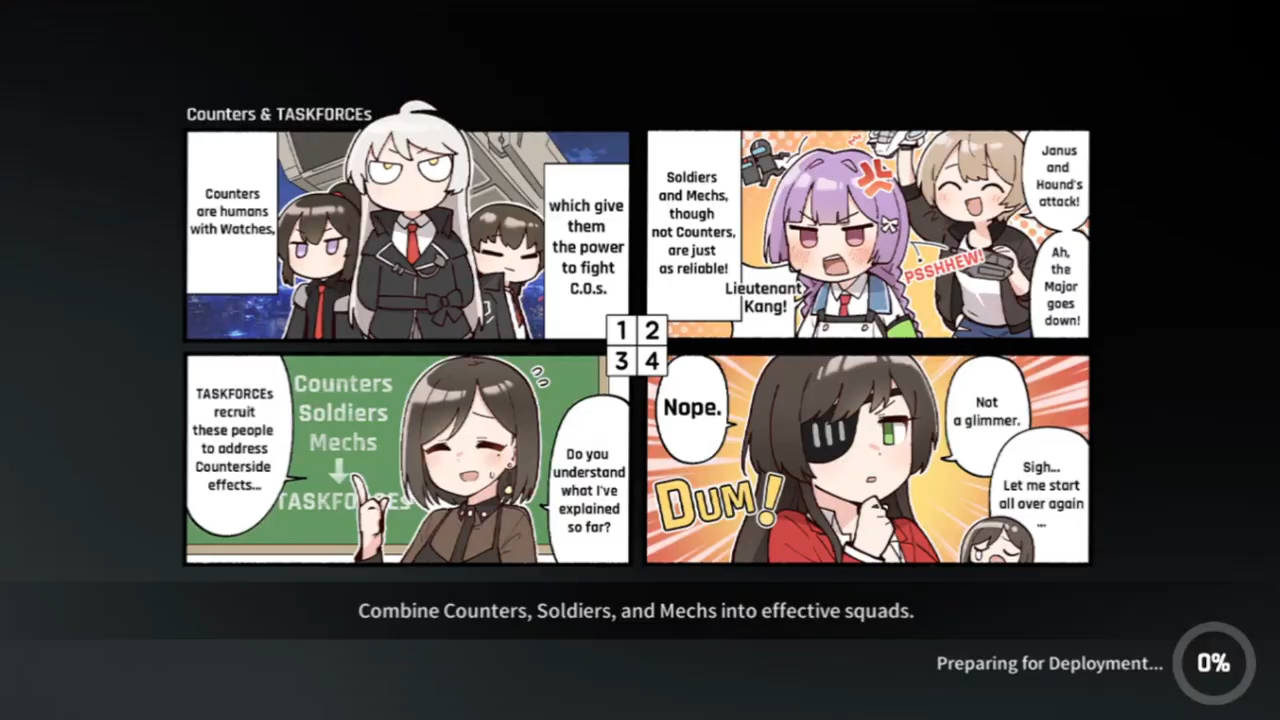 Counters & TASKFORCEs
Counters
are humans
with Watches,
which give
them
the power
to fight
C.O.s.
Soldiers
and Mechs,
though
not Counters,
are just
as reliable!
Lieutenant
Kang!
PSSHHEW!
Janus
and
Hound's
attack!
Ah,
the
Major
goes
down!
1 2
3 4
TASKFORCEs
recruit
these people
to address
Counterside
effects...
Counters
Soldiers
Mechs
TASKFORCEs
Do you
understand
what I've
explained
so far?
Nope.
DUM!
Not
a glimmer.
Sigh...
Let me start
all over again
...
Combine Counters, Soldiers, and Mechs into effective squads.
Preparing for Deployment...
0%